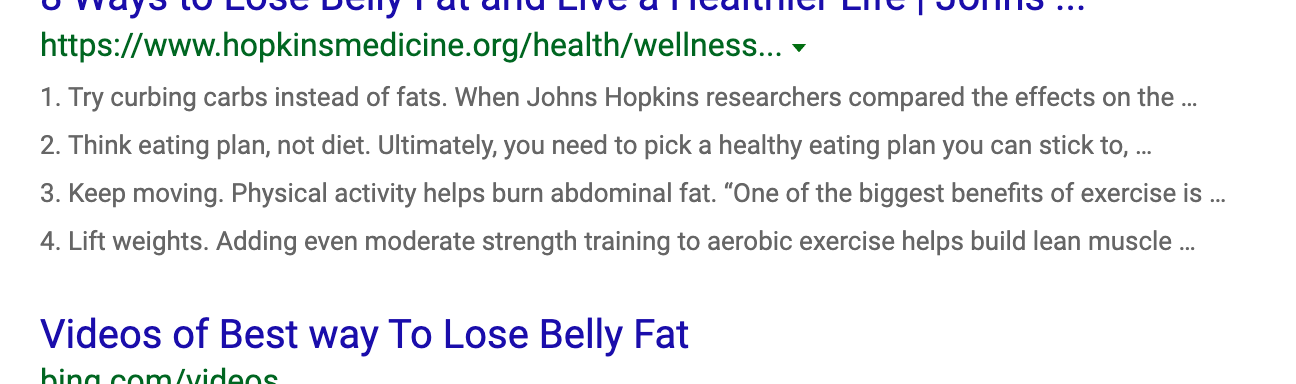 8 Ways to Lose Belly Fat and Live a Healthier Life | Johns ...
https://www.hopkinsmedicine.org/health/wellness...
1. Try curbing carbs instead of fats. When Johns Hopkins researchers compared the effects on the ...
2. Think eating plan, not diet. Ultimately, you need to pick a healthy eating plan you can stick to, ...
3. Keep moving. Physical activity helps burn abdominal fat. “One of the biggest benefits of exercise is ...
4. Lift weights. Adding even moderate strength training to aerobic exercise helps build lean muscle ...
Videos of Best way To Lose Belly Fat
bing.com/videos